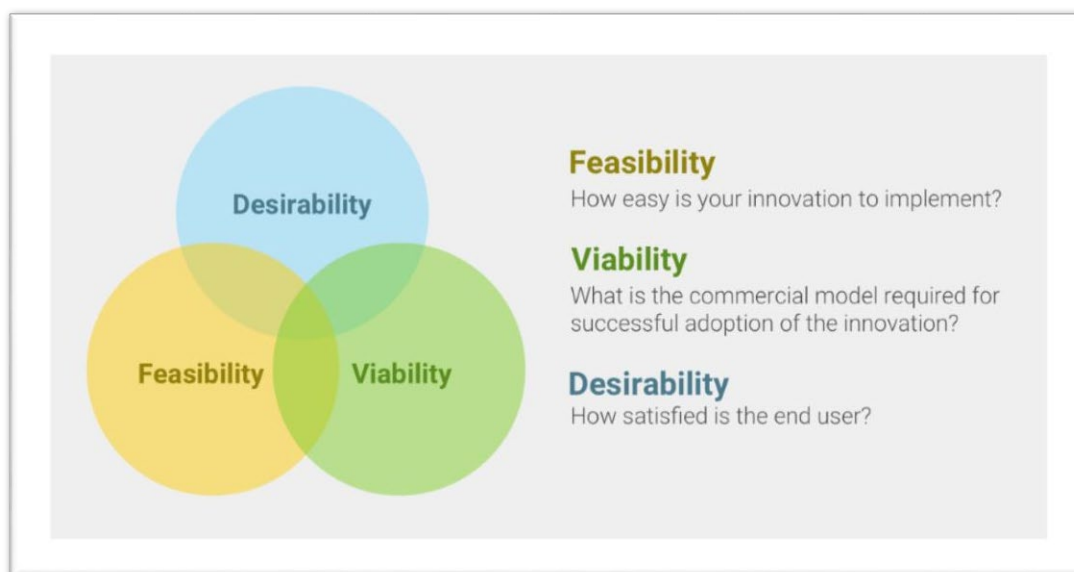 Desirability
Feasibility
Viability
Feasibility
How easy is your innovation to implement?
Viability
What is the commercial model required for
successful adoption of the innovation?
Desirability
How satisfied is the end user?